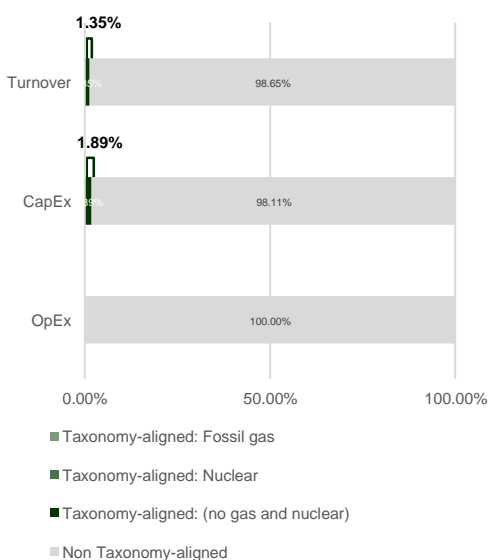 1.35%
Turnover
98.65%
1.89%
CapEx
98.11%
OpEx
100.00%
0.00% 50.00% 100.00%
Taxonomy-aligned: Fossil gas
Taxonomy-aligned: Nuclear
Taxonomy-aligned: (no gas and nuclear)
Non Taxonomy-aligned